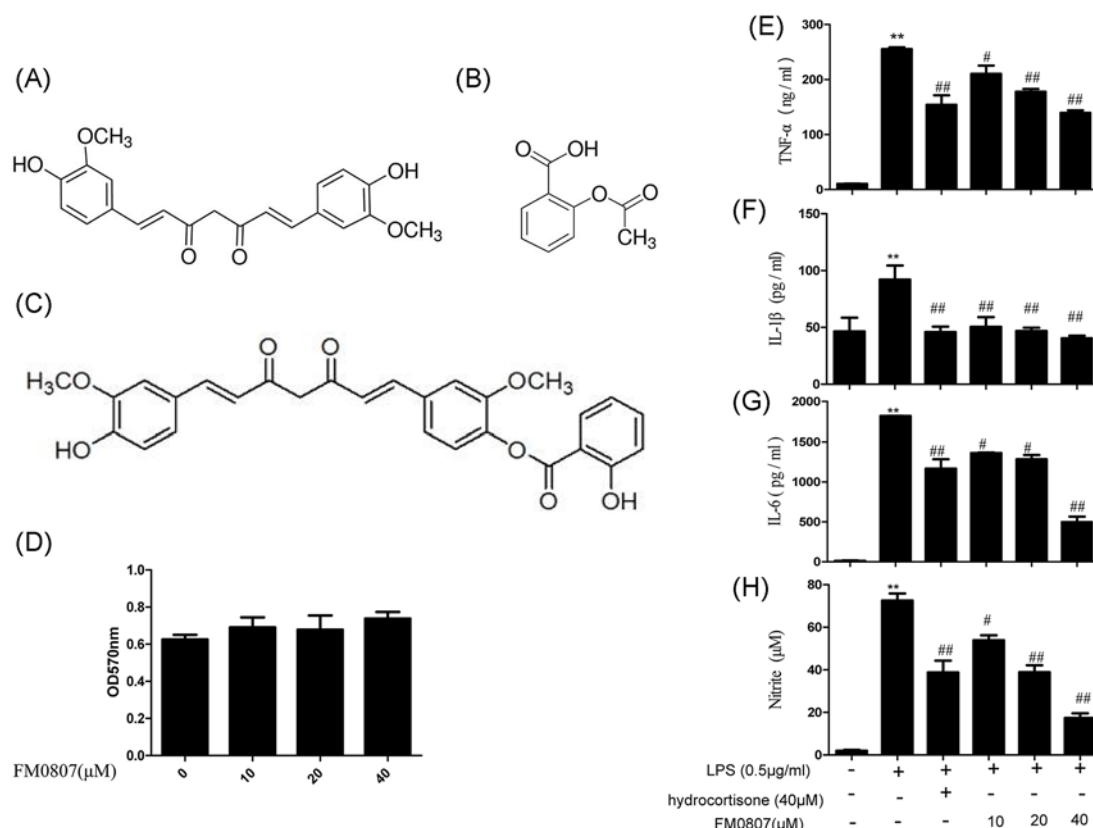 (A)
OCH3
HO
OH
OCH3
O
O
(B)
O
OH
O
O
CH3
(C)
O
O
H3CO
OCH3
HO
O
O
OH
(D)
1.0
0.8
0.6
0.4
0.2
0.0
OD570nm
FM0807(μM)
0
10
20
40
(E)
300
200
100
0
TNF-α (ng / ml)
**
##
#
##
##
(F)
150
100
50
0
IL-1β (pg / ml)
**
##
##
##
##
(G)
2000
1500
1000
500
0
IL-6 ( pg / ml)
**
##
#
#
##
(H)
80
60
40
20
0
Nitrite (μM)
**
##
#
##
##
LPS (0.5μg/ml) - + + + + +
hydrocortisone (40μM) - - + - - -
FM0807(μM) - - - 10 20 40